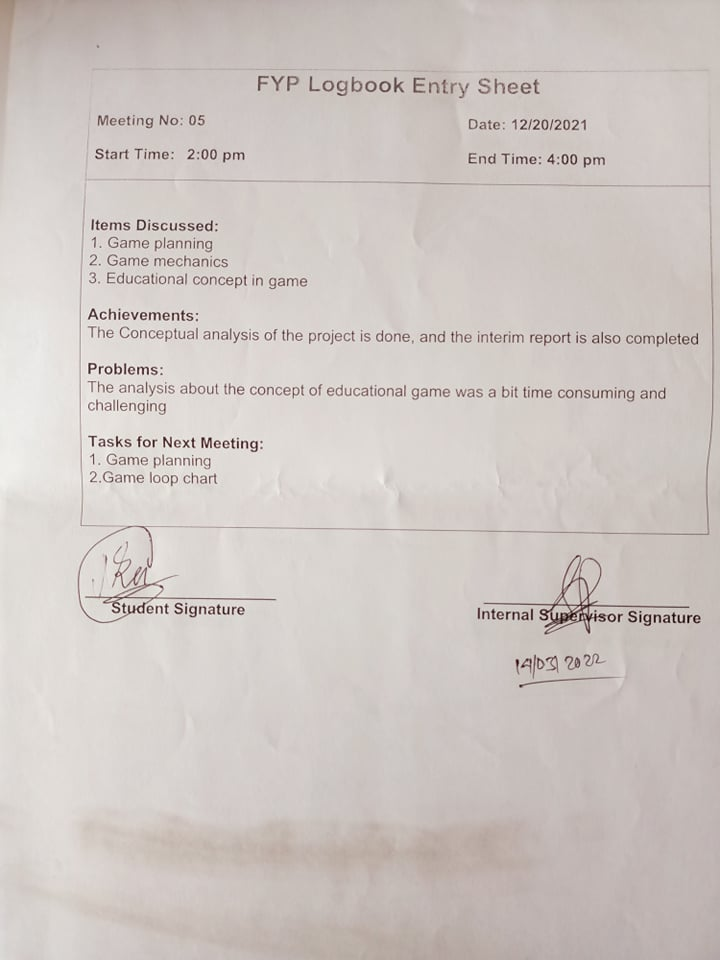 FYP Logbook Entry Sheet
Meeting No: 05
Date: 12/20/2021
Start Time: 2:00 pm
End Time: 4:00 pm
Items Discussed:
1. Game planning
2. Game mechanics
3. Educational concept in game
Achievements:
The Conceptual analysis of the project is done, and the interim report is also completed
Problems:
The analysis about the concept of educational game was a bit time consuming and
challenging
Tasks for Next Meeting:
1. Game planning
2.Game loop chart
Student Signature
Internal Supervisor Signature
14/03/2022